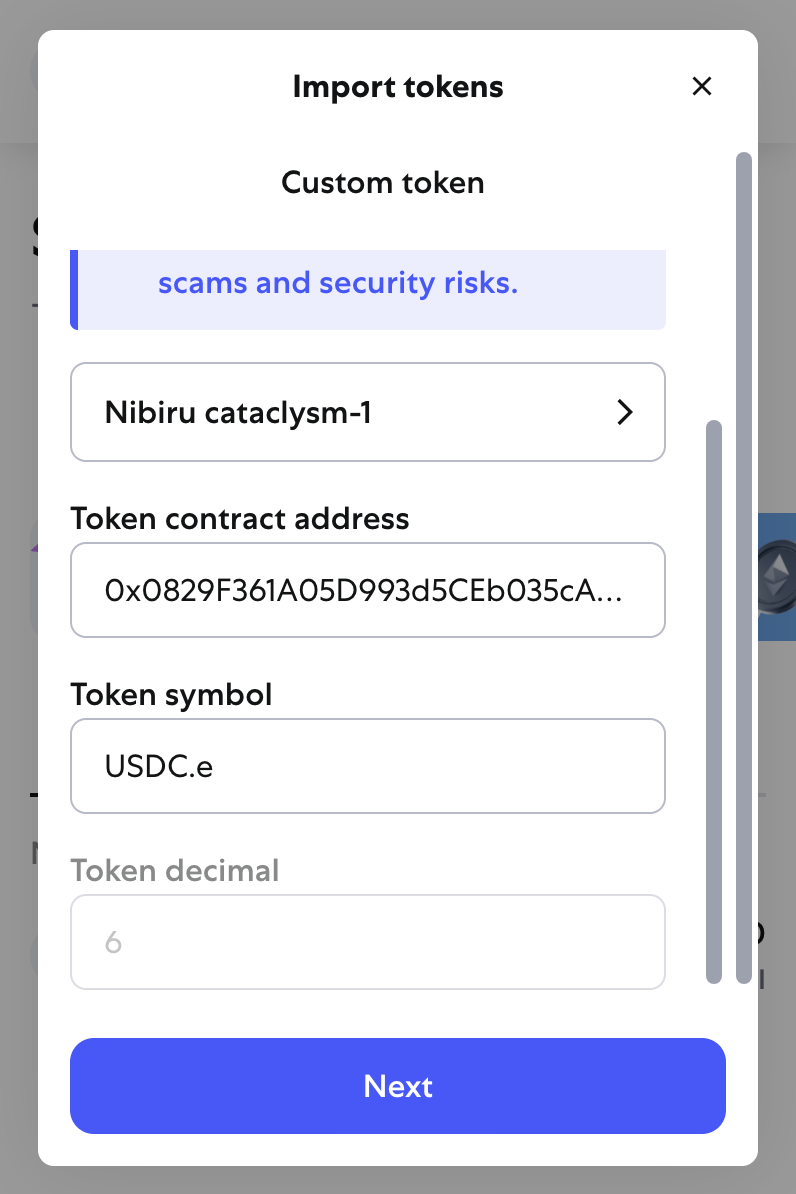 Import tokens
Custom token
scams and security risks.
Nibiru cataclysm-1
Token contract address
0x0829F361A05D993d5CEb035cA...
Token symbol
USDC.e
Token decimal
6
Next